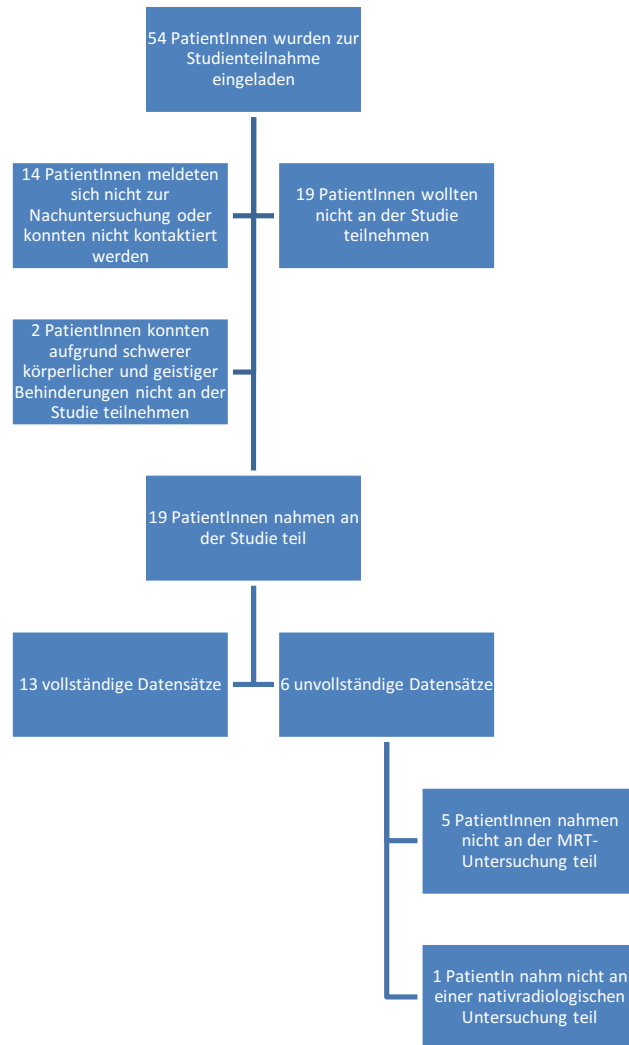 54 PatientInnen wurden zur
Studienteilnahme
eingeladen
14 PatientInnen meldeten
sich nicht zur
Nachuntersuchung oder
konnten nicht kontaktiert
werden
19 PatientInnen wollten
nicht an der Studie
teilnehmen
2 PatientInnen konnten
aufgrund schwerer
körperlicher und geistiger
Behinderungen nicht an der
Studie teilnehmen
19 PatientInnen nahmen an
der Studie teil
13 vollständige Datensätze
6 unvollständige Datensätze
5 PatientInnen nahmen
nicht an der MRT-
Untersuchung teil
1 PatientIn nahm nicht an
einer nativradiologischen
Untersuchung teil